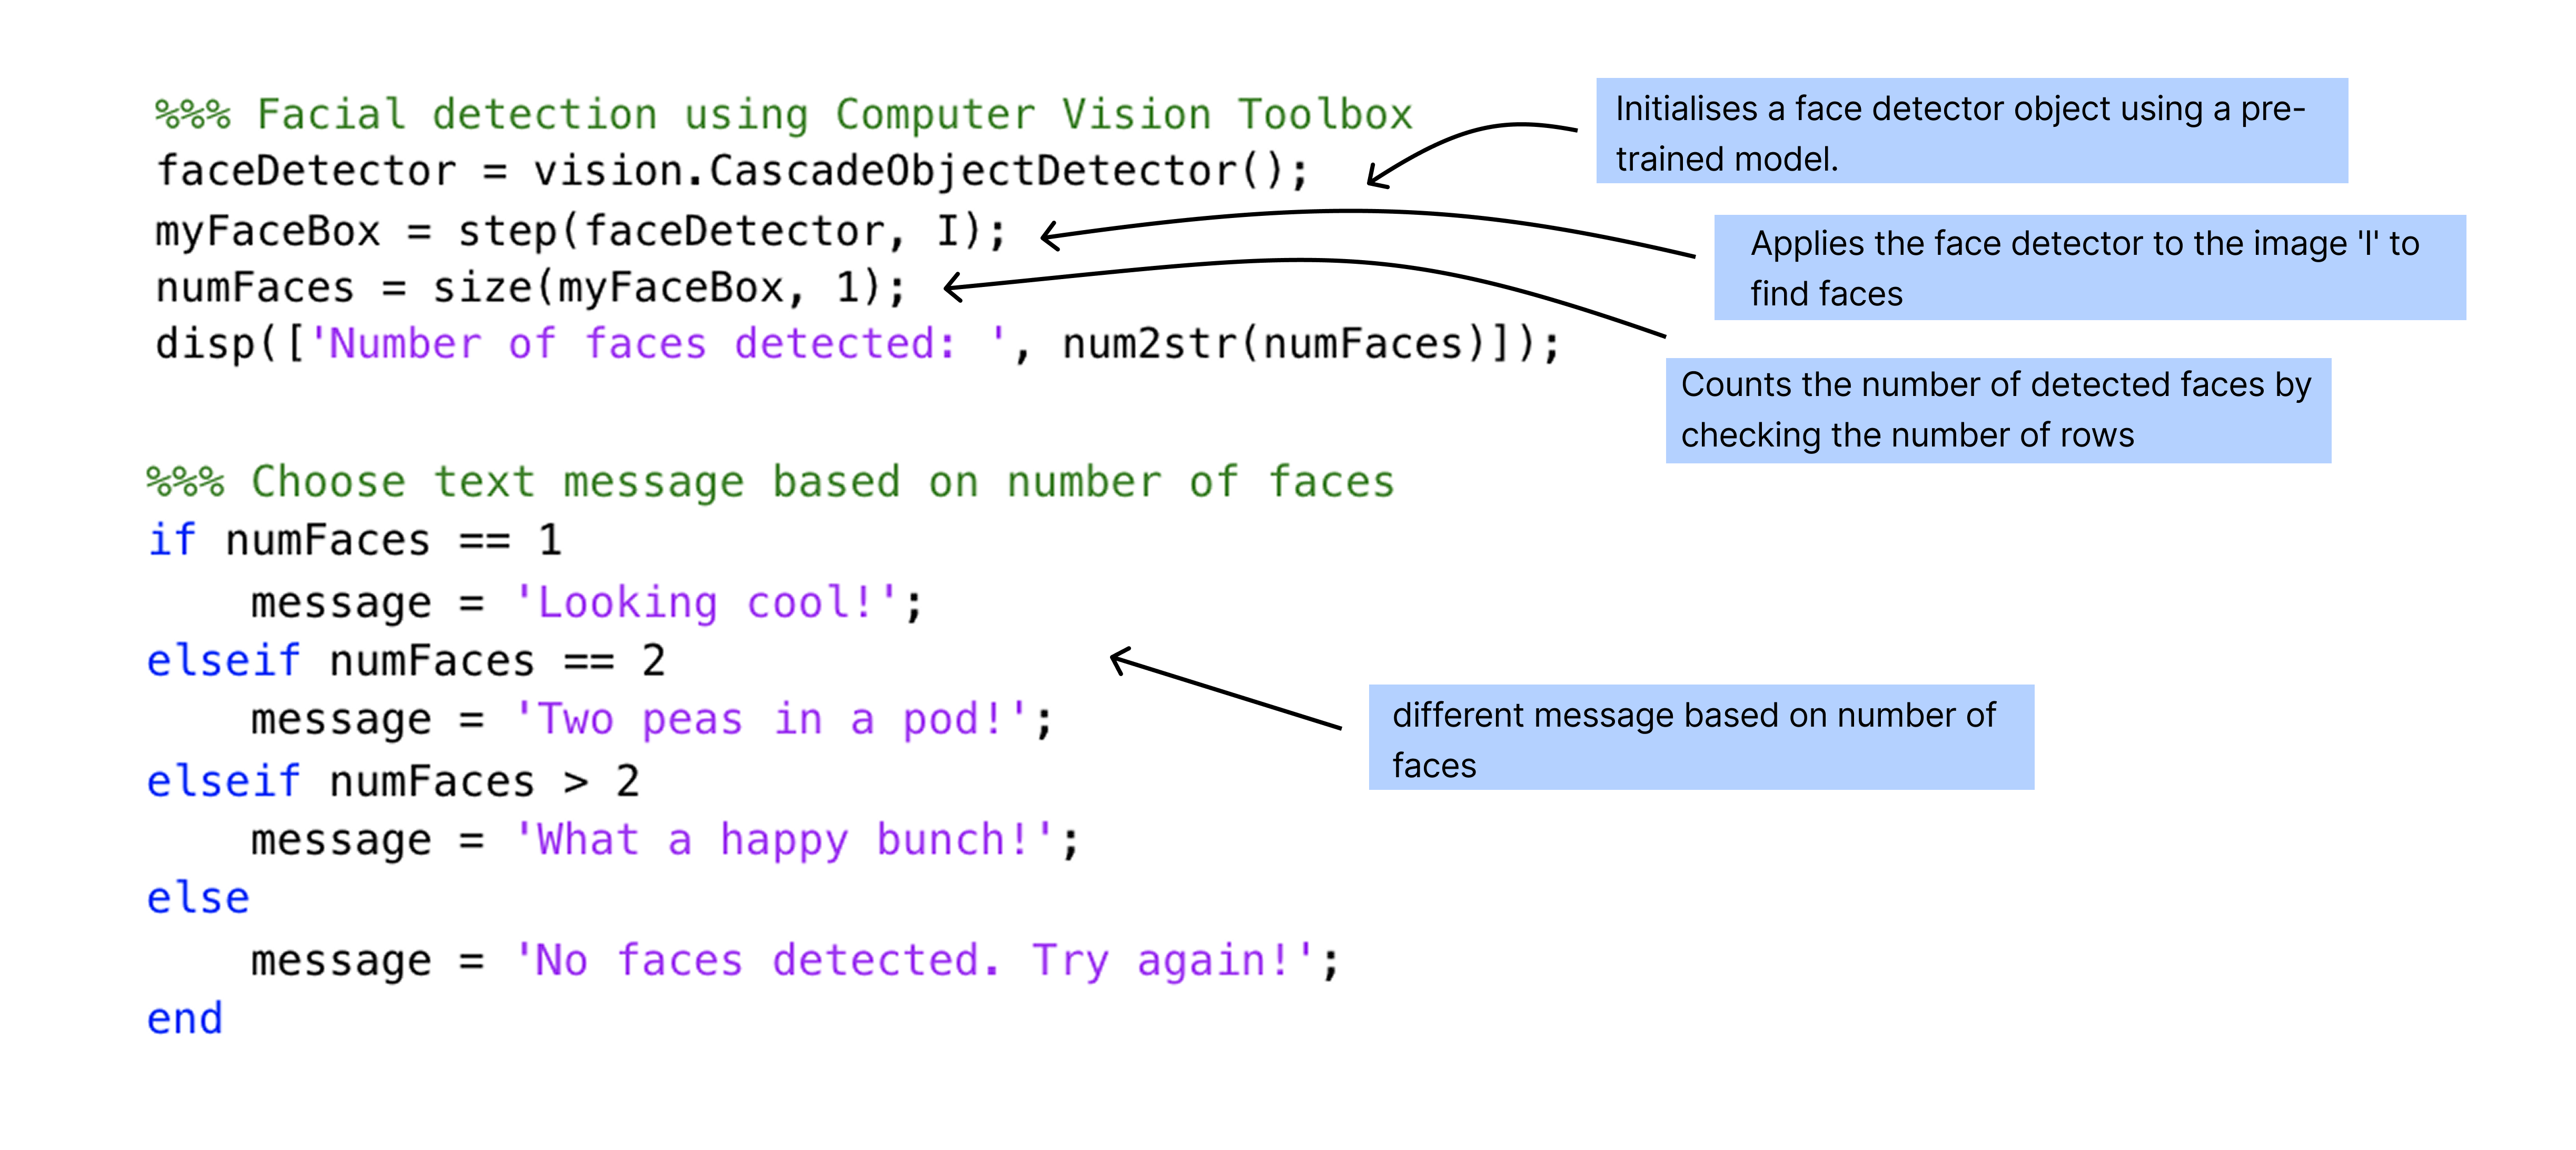 %%% Facial detection using Computer Vision Toolbox
faceDetector = vision.CascadeObjectDetector();
myFaceBox = step(faceDetector, I);
numFaces = size(myFaceBox, 1);
disp(['Number of faces detected: ', num2str(numFaces)]);
Initialises a face detector object using a pre-
trained model.
Applies the face detector to the image 'I' to
find faces
Counts the number of detected faces by
checking the number of rows
%%% Choose text message based on number of faces
if numFaces == 1
    message = 'Looking cool!';
elseif numFaces == 2
    message = 'Two peas in a pod!';
elseif numFaces > 2
    message = 'What a happy bunch!';
else
    message = 'No faces detected. Try again!';
end
different message based on number of
faces